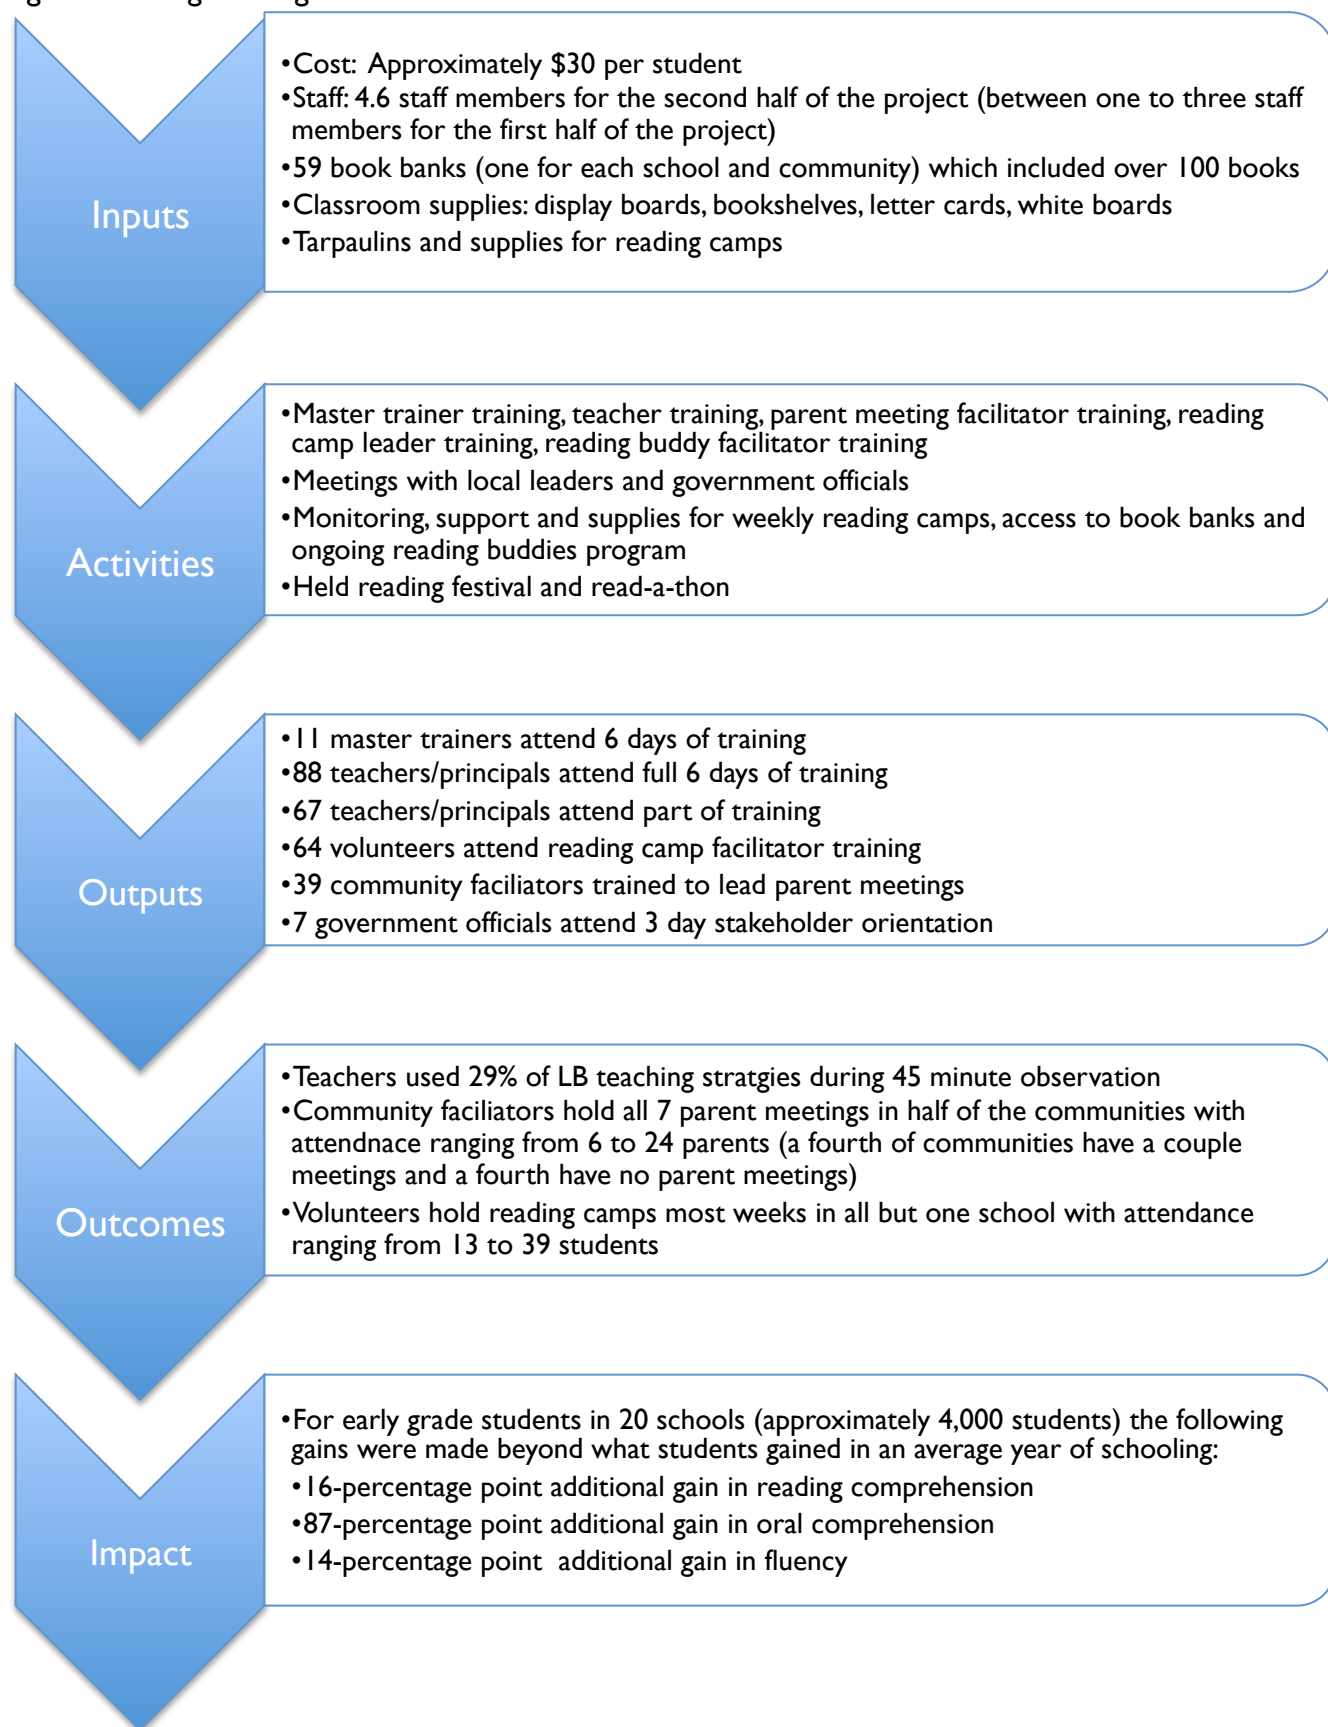 Inputs
•Cost:  Approximately $30 per student
•Staff: 4.6 staff members for the second half of the project (between one to three staff
members for the first half of the project)
•59 book banks (one for each school and community) which included over 100 books
•Classroom supplies: display boards, bookshelves, letter cards, white boards
•Tarpaulins and supplies for reading camps
Activities
•Master trainer training, teacher training, parent meeting facilitator training, reading
camp leader training, reading buddy facilitator training
•Meetings with local leaders and government officials
•Monitoring, support and supplies for weekly reading camps, access to book banks and
ongoing reading buddies program
•Held reading festival and read-a-thon
Outputs
•11 master trainers attend 6 days of training
•88 teachers/principals attend full 6 days of training
•67 teachers/principals attend part of training
•64 volunteers attend reading camp facilitator training
•39 community faciliators trained to lead parent meetings
•7 government officials attend 3 day stakeholder orientation
Outcomes
•Teachers used 29% of LB teaching stratgies during 45 minute observation
•Community faciliators hold all 7 parent meetings in half of the communities with
attendnace ranging from 6 to 24 parents (a fourth of communities have a couple
meetings and a fourth have no parent meetings)
•Volunteers hold reading camps most weeks in all but one school with attendance
ranging from 13 to 39 students
Impact
•For early grade students in 20 schools (approximately 4,000 students) the following
gains were made beyond what students gained in an average year of schooling:
•16-percentage point additional gain in reading comprehension
•87-percentage point additional gain in oral comprehension
•14-percentage point  additional gain in fluency